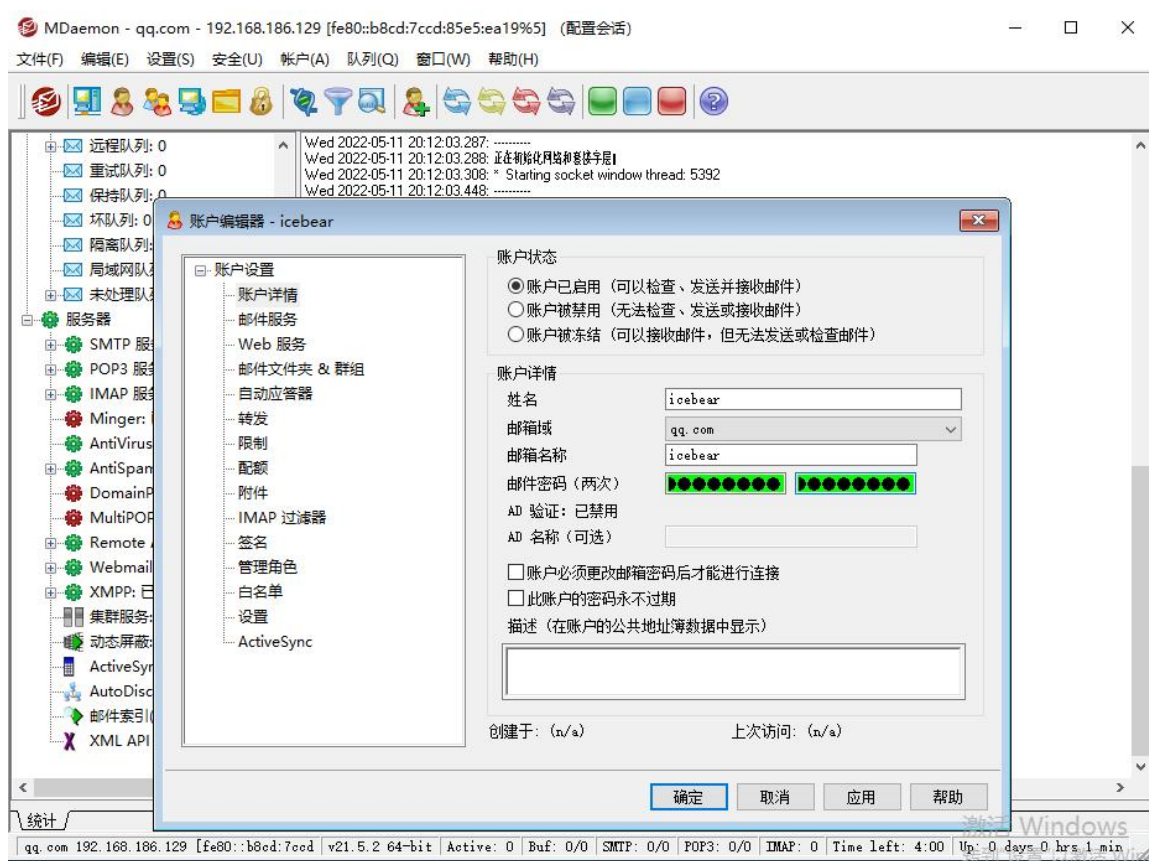 MDaemon - qq.com - 192.168.186.129 [fe80::b8cd:7ccd:85e5:ea19%5] (配置会话)
文件(F) 编辑(E) 设置(S) 安全(U) 帐户(A) 队列(Q) 窗口(W) 帮助(H)
远程队列: 0
重试队列: 0
保持队列: 0
坏队列: 0
隔离队列:
局域网队
未处理队
服务器
SMTP 服
POP3 服
IMAP 服
Minger:
AntiVirus
AntiSpam
DomainP
MultiPOP
Remote
Webmail
XMPP: 已
集群服务:
动态屏蔽:
ActiveSyn
AutoDisc
邮件索引(
XML API
Wed 2022-05-11 20:12:03.287: ----------
Wed 2022-05-11 20:12:03.288: 正在初始化网络和套接字层
Wed 2022-05-11 20:12:03.308: * Starting socket window thread: 5392
Wed 2022-05-11 20:12:03.448: ----------
账户编辑器 - icebear
账户设置
账户详情
邮件服务
Web 服务
邮件文件夹 & 群组
自动应答器
转发
限制
配额
附件
IMAP 过滤器
签名
管理角色
白名单
设置
ActiveSync
账户状态
账户已启用 (可以检查、发送并接收邮件)
账户被禁用 (无法检查、发送或接收邮件)
账户被冻结 (可以接收邮件, 但无法发送或检查邮件)
账户详情
姓名 icebear
邮箱域 qq.com
邮箱名称 icebear
邮件密码 (两次)
AD 验证: 已禁用
AD 名称 (可选)
账户必须更改邮箱密码后才能进行连接
此账户的密码永不过期
描述 (在账户的公共地址簿数据中显示)
创建于: (n/a) 上次访问: (n/a)
确定 取消 应用 帮助
统计
激活 Windows
qq.com 192.168.186.129 [fe80::b8cd:7ccd v21.5.2 64-bit Active: 0 Buf: 0/0 SMTP: 0/0 POP3: 0/0 IMAP: 0 Time left: 4:00 Up: 0 days 0 hrs 1 min